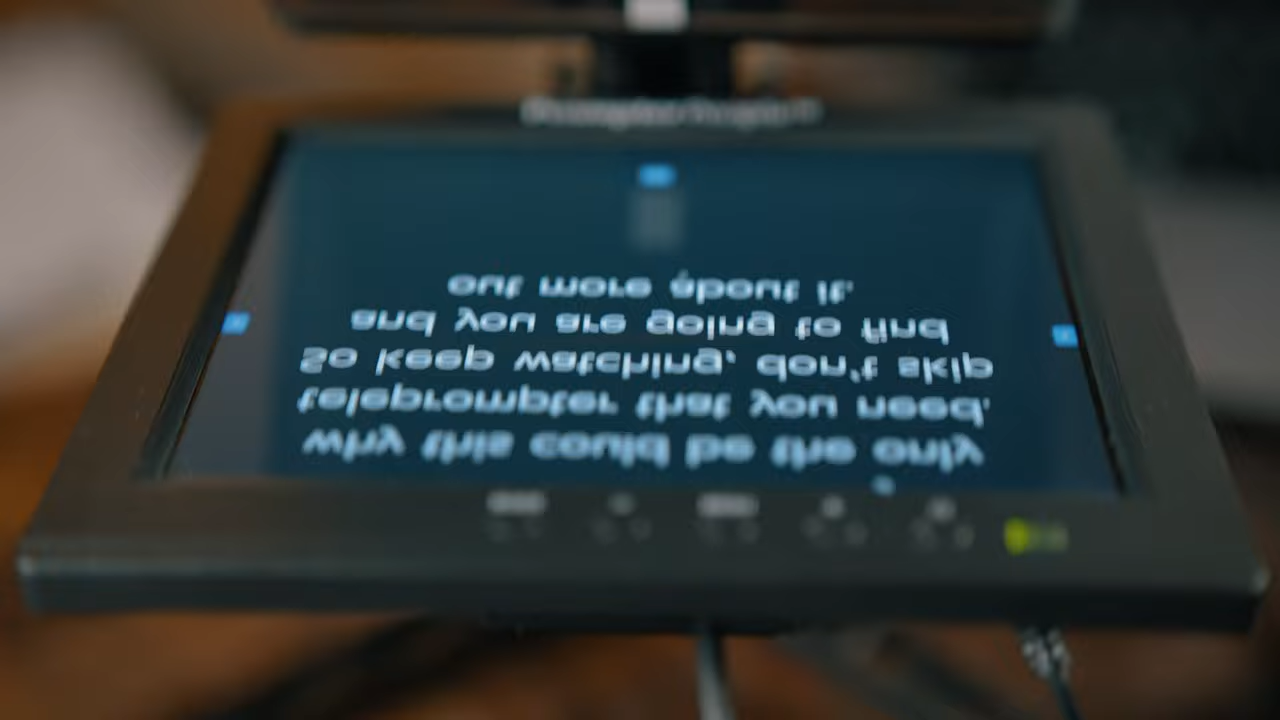 why this could be the only
teleprompter that you need.
So keep watching, don't skip
and you are going to find
out more about it.